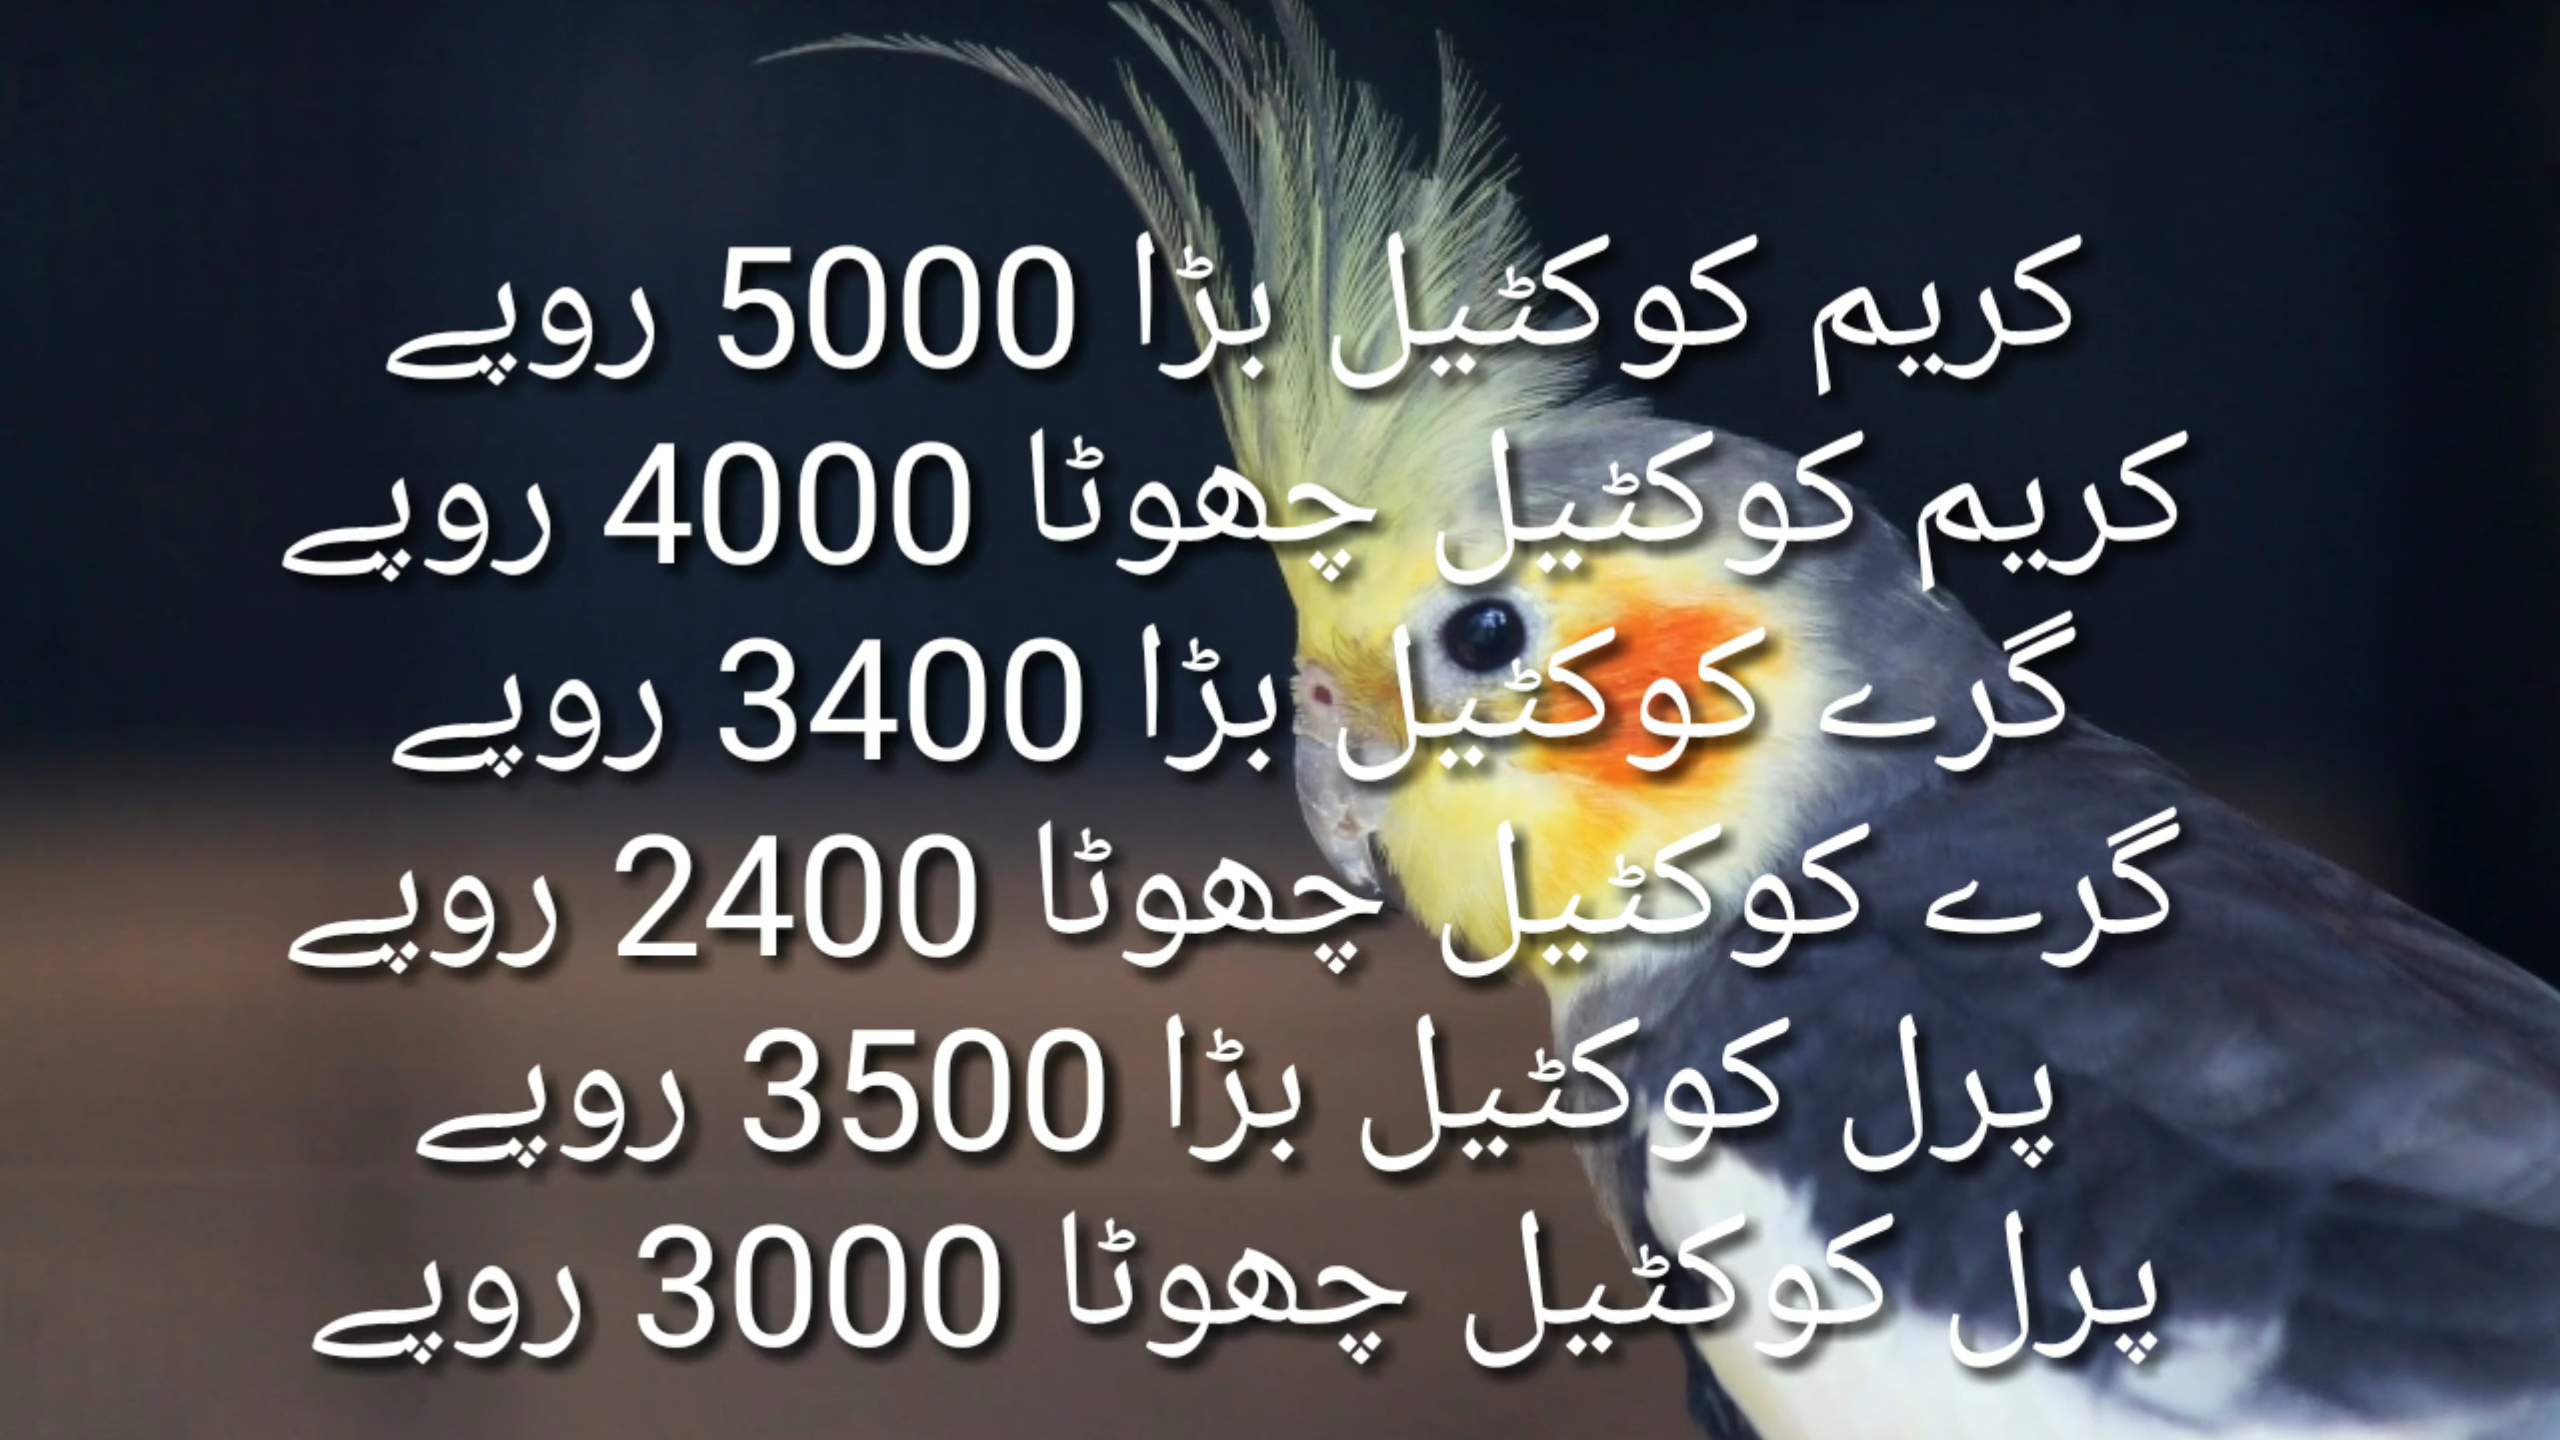 کریم کوکٹیل بڑا 5000 روپے
کریم کوکٹیل چھوٹا 4000 روپے
گرے کوکٹیل بڑا 3400 روپے
گرے کوکٹیل چھوٹا 2400 روپے
پرل کوکٹیل بڑا 3500 روپے
پرل کوکٹیل چھوٹا 3000 روپے